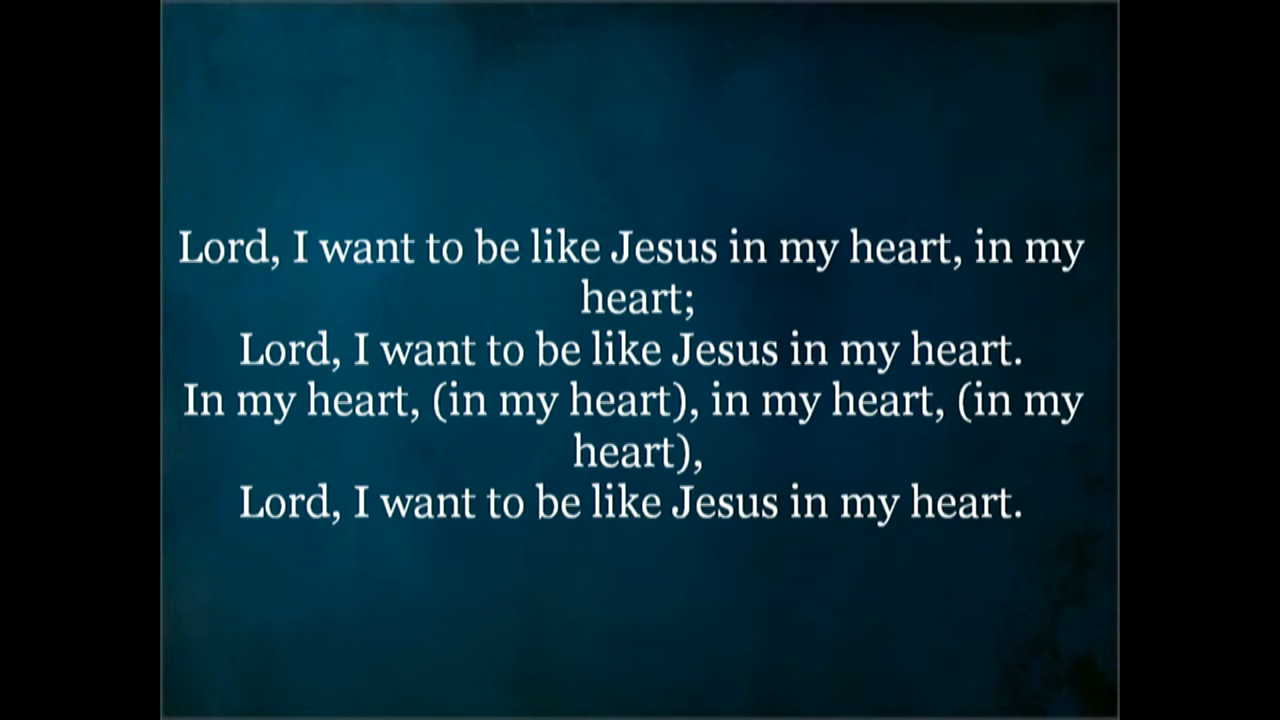 Lord, I want to be like Jesus in my heart, in my
heart;
Lord, I want to be like Jesus in my heart.
In my heart, (in my heart), in my heart, (in my
heart),
Lord, I want to be like Jesus in my heart.